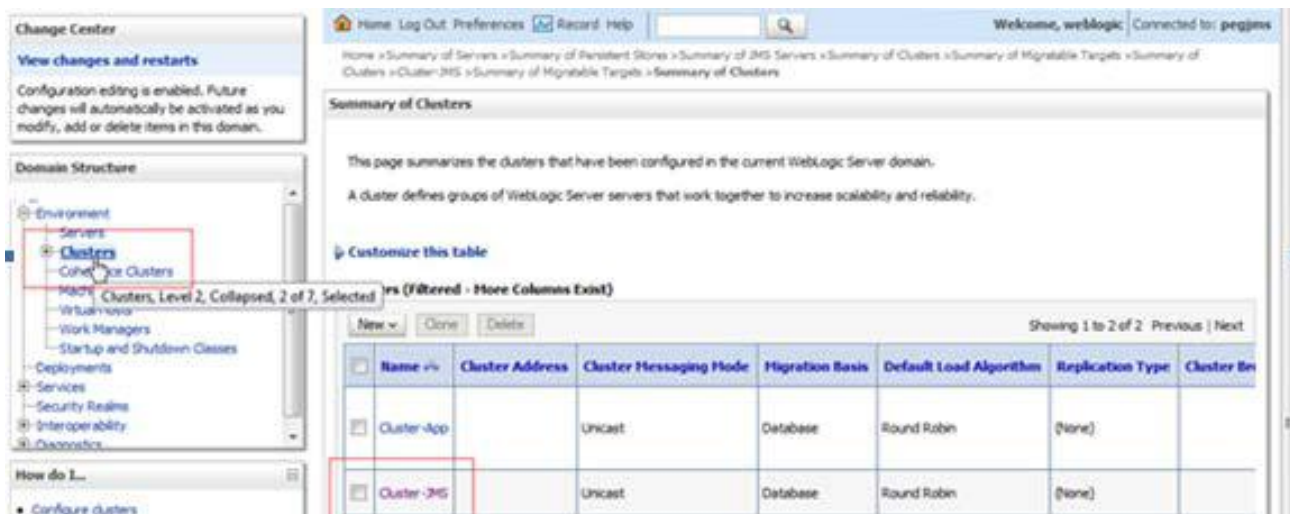 Change Center
View changes and restarts
Configuration editing is enabled. Future
changes will automatically be activated as you
modify, add or delete items in this domain.
Domain Structure
Environment
Servers
Clusters
Clusters
Clusters, Level 2, Collapsed, 2 of 7, Selected
Work Managers
Startup and Shutdown Classes
Deployments
Services
Security Realms
Interoperability
Diagnostics
How do I...
Configure clusters
Home Log Out Preferences Record Help
Welcome, weblogic Connected to: pegjms
Home >Summary of Servers >Summary of Persistent Stores >Summary of JMS Servers >Summary of Clusters >Summary of Migratable Targets >Summary of
Clusters >Cluster-JMS >Summary of Migratable Targets >Summary of Clusters
Summary of Clusters
This page summarizes the clusters that have been configured in the current WebLogic Server domain.
A cluster defines groups of WebLogic Server servers that work together to increase scalability and reliability.
Customize this table
(Filtered - More Columns Exist)
New Clone Delete
Showing 1 to 2 of 2 Previous | Next
Name Cluster Address Cluster Messaging Mode Migration Basis Default Load Algorithm Replication Type Cluster
Cluster-App Unicast Database Round Robin (None)
Cluster-JMS Unicast Database Round Robin (None)